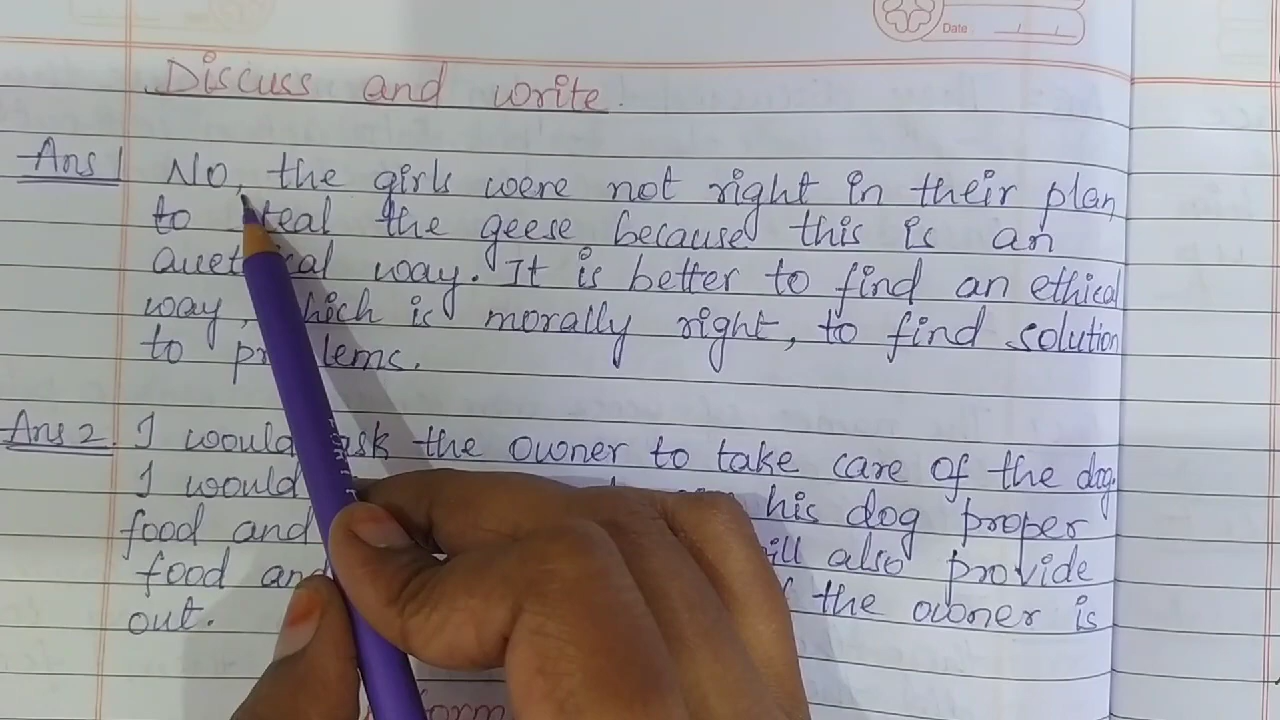 Date
Discuss and write.
Ans 1 No, the girls were not right in their plan
to steal the geese because this is an
way. It is better to find an ethical
way, which is morally right, to find solution
to problems.
Ans 2. I would ask the owner to take care of the dog.
I would his dog proper
food and will also provide
food and if the owner is
out.
form